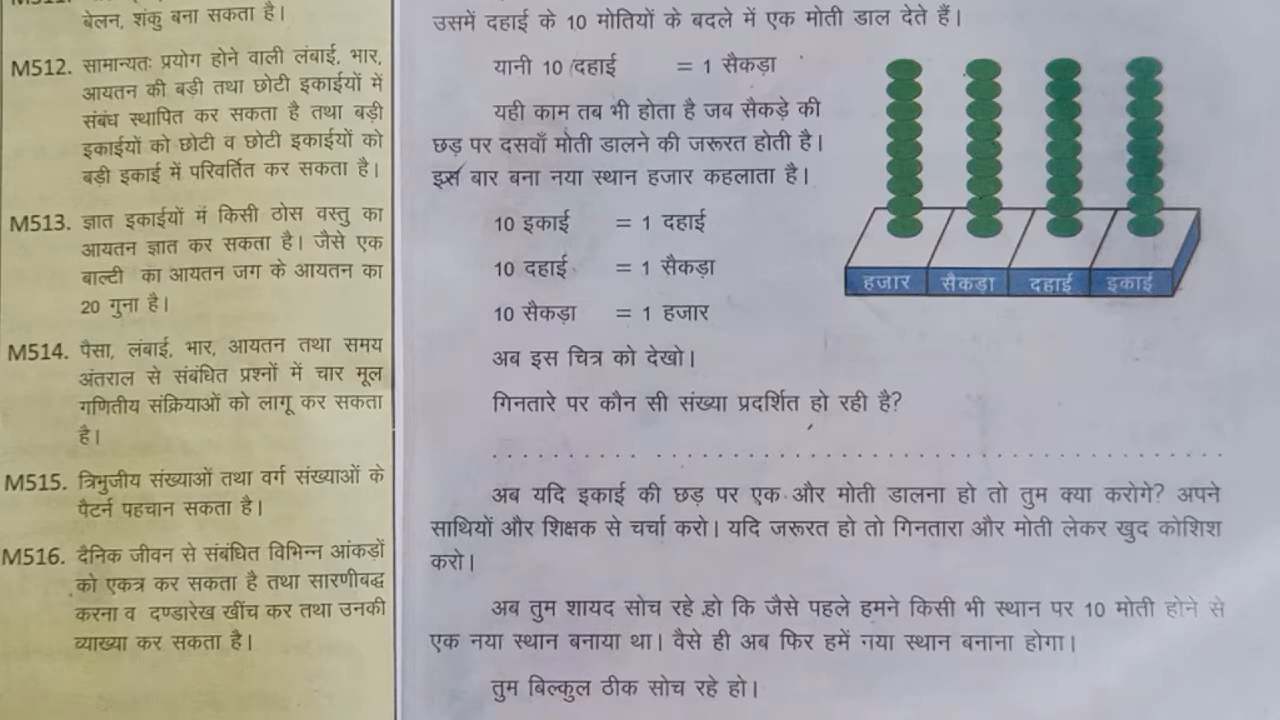 बेलन, शंकु बना सकता है।
M512. सामान्यतः प्रयोग होने वाली लंबाई, भार,
आयतन की बड़ी तथा छोटी इकाईयों में
संबंध स्थापित कर सकता है तथा बड़ी
इकाईयों को छोटी व छोटी इकाईयों को
बड़ी इकाई में परिवर्तित कर सकता है।
M513. ज्ञात इकाईयों में किसी ठोस वस्तु का
आयतन ज्ञात कर सकता है। जैसे एक
बाल्टी का आयतन जग के आयतन का
20 गुना है।
M514. पैसा, लंबाई, भार, आयतन तथा समय
अंतराल से संबंधित प्रश्नों में चार मूल
गणितीय संक्रियाओं को लागू कर सकता
है।
M515. त्रिभुजीय संख्याओं तथा वर्ग संख्याओं के
पैटर्न पहचान सकता है।
M516. दैनिक जीवन से संबंधित विभिन्न आंकड़ों
को एकत्र कर सकता है तथा सारणीबद्ध
करना व दण्डारेख खींच कर तथा उनकी
व्याख्या कर सकता है।
उसमें दहाई के 10 मोतियों के बदले में एक मोती डाल देते हैं।
यानी 10 दहाई = 1 सैकड़ा
यही काम तब भी होता है जब सैकड़े की
छड़ पर दसवाँ मोती डालने की जरूरत होती है।
इस बार बना नया स्थान हजार कहलाता है।
10 इकाई = 1 दहाई
10 दहाई = 1 सैकड़ा
10 सैकड़ा = 1 हजार
हजार सैकड़ा दहाई इकाई
अब इस चित्र को देखो।
गिनतारे पर कौन सी संख्या प्रदर्शित हो रही है?
अब यदि इकाई की छड़ पर एक और मोती डालना हो तो तुम क्या करोगे? अपने
साथियों और शिक्षक से चर्चा करो। यदि जरूरत हो तो गिनतारा और मोती लेकर खुद कोशिश
करो।
अब तुम शायद सोच रहे हो कि जैसे पहले हमने किसी भी स्थान पर 10 मोती होने से
एक नया स्थान बनाया था। वैसे ही अब फिर हमें नया स्थान बनाना होगा।
तुम बिल्कुल ठीक सोच रहे हो।